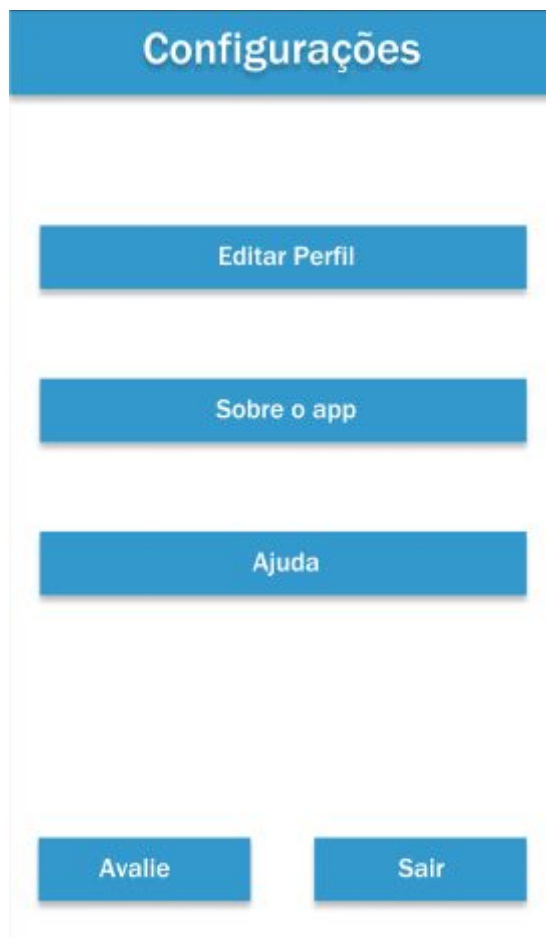 Configurações
Editar Perfil
Sobre o app
Ajuda
Avalie
Sair